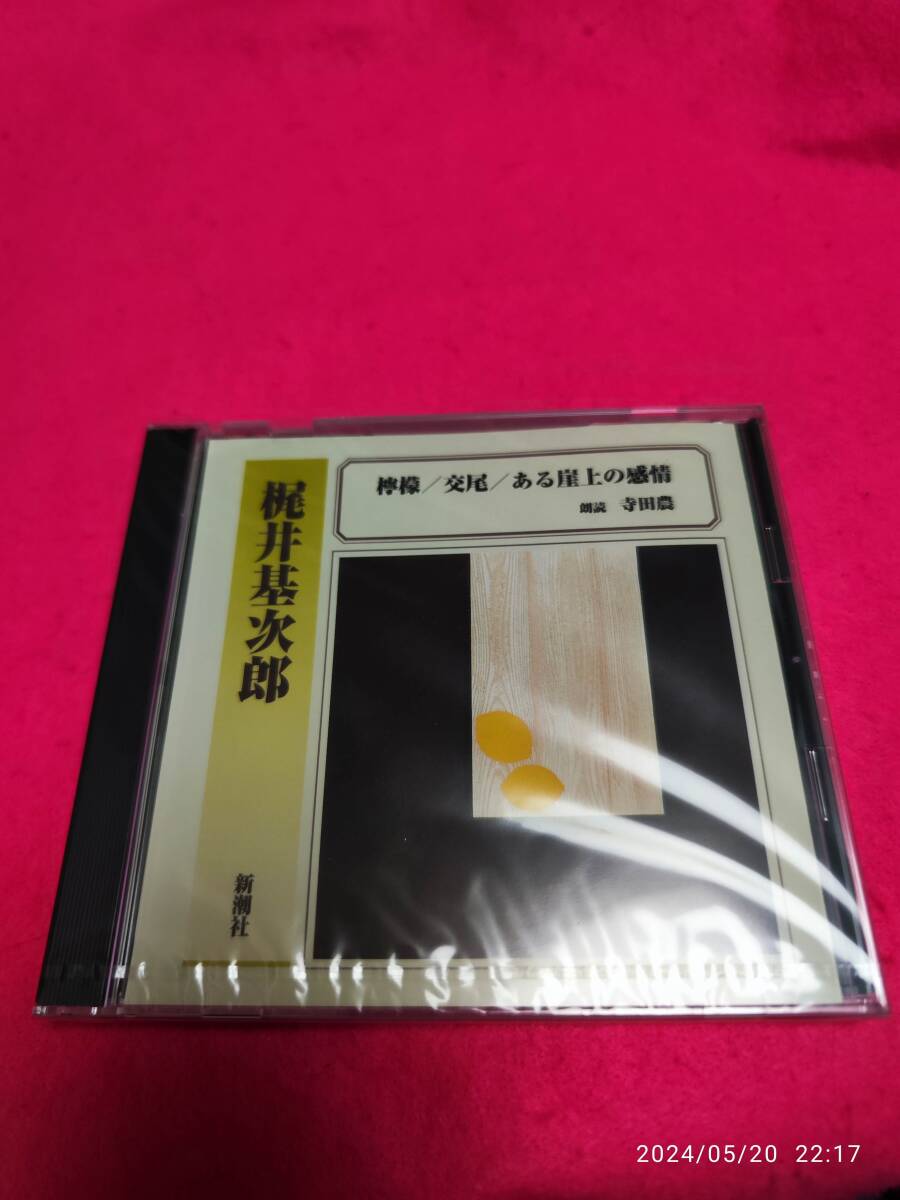 檸檬／交尾／ある崖上の感情
朗読 寺田農
梶井基次郎
新潮社
2024/05/20 22:17